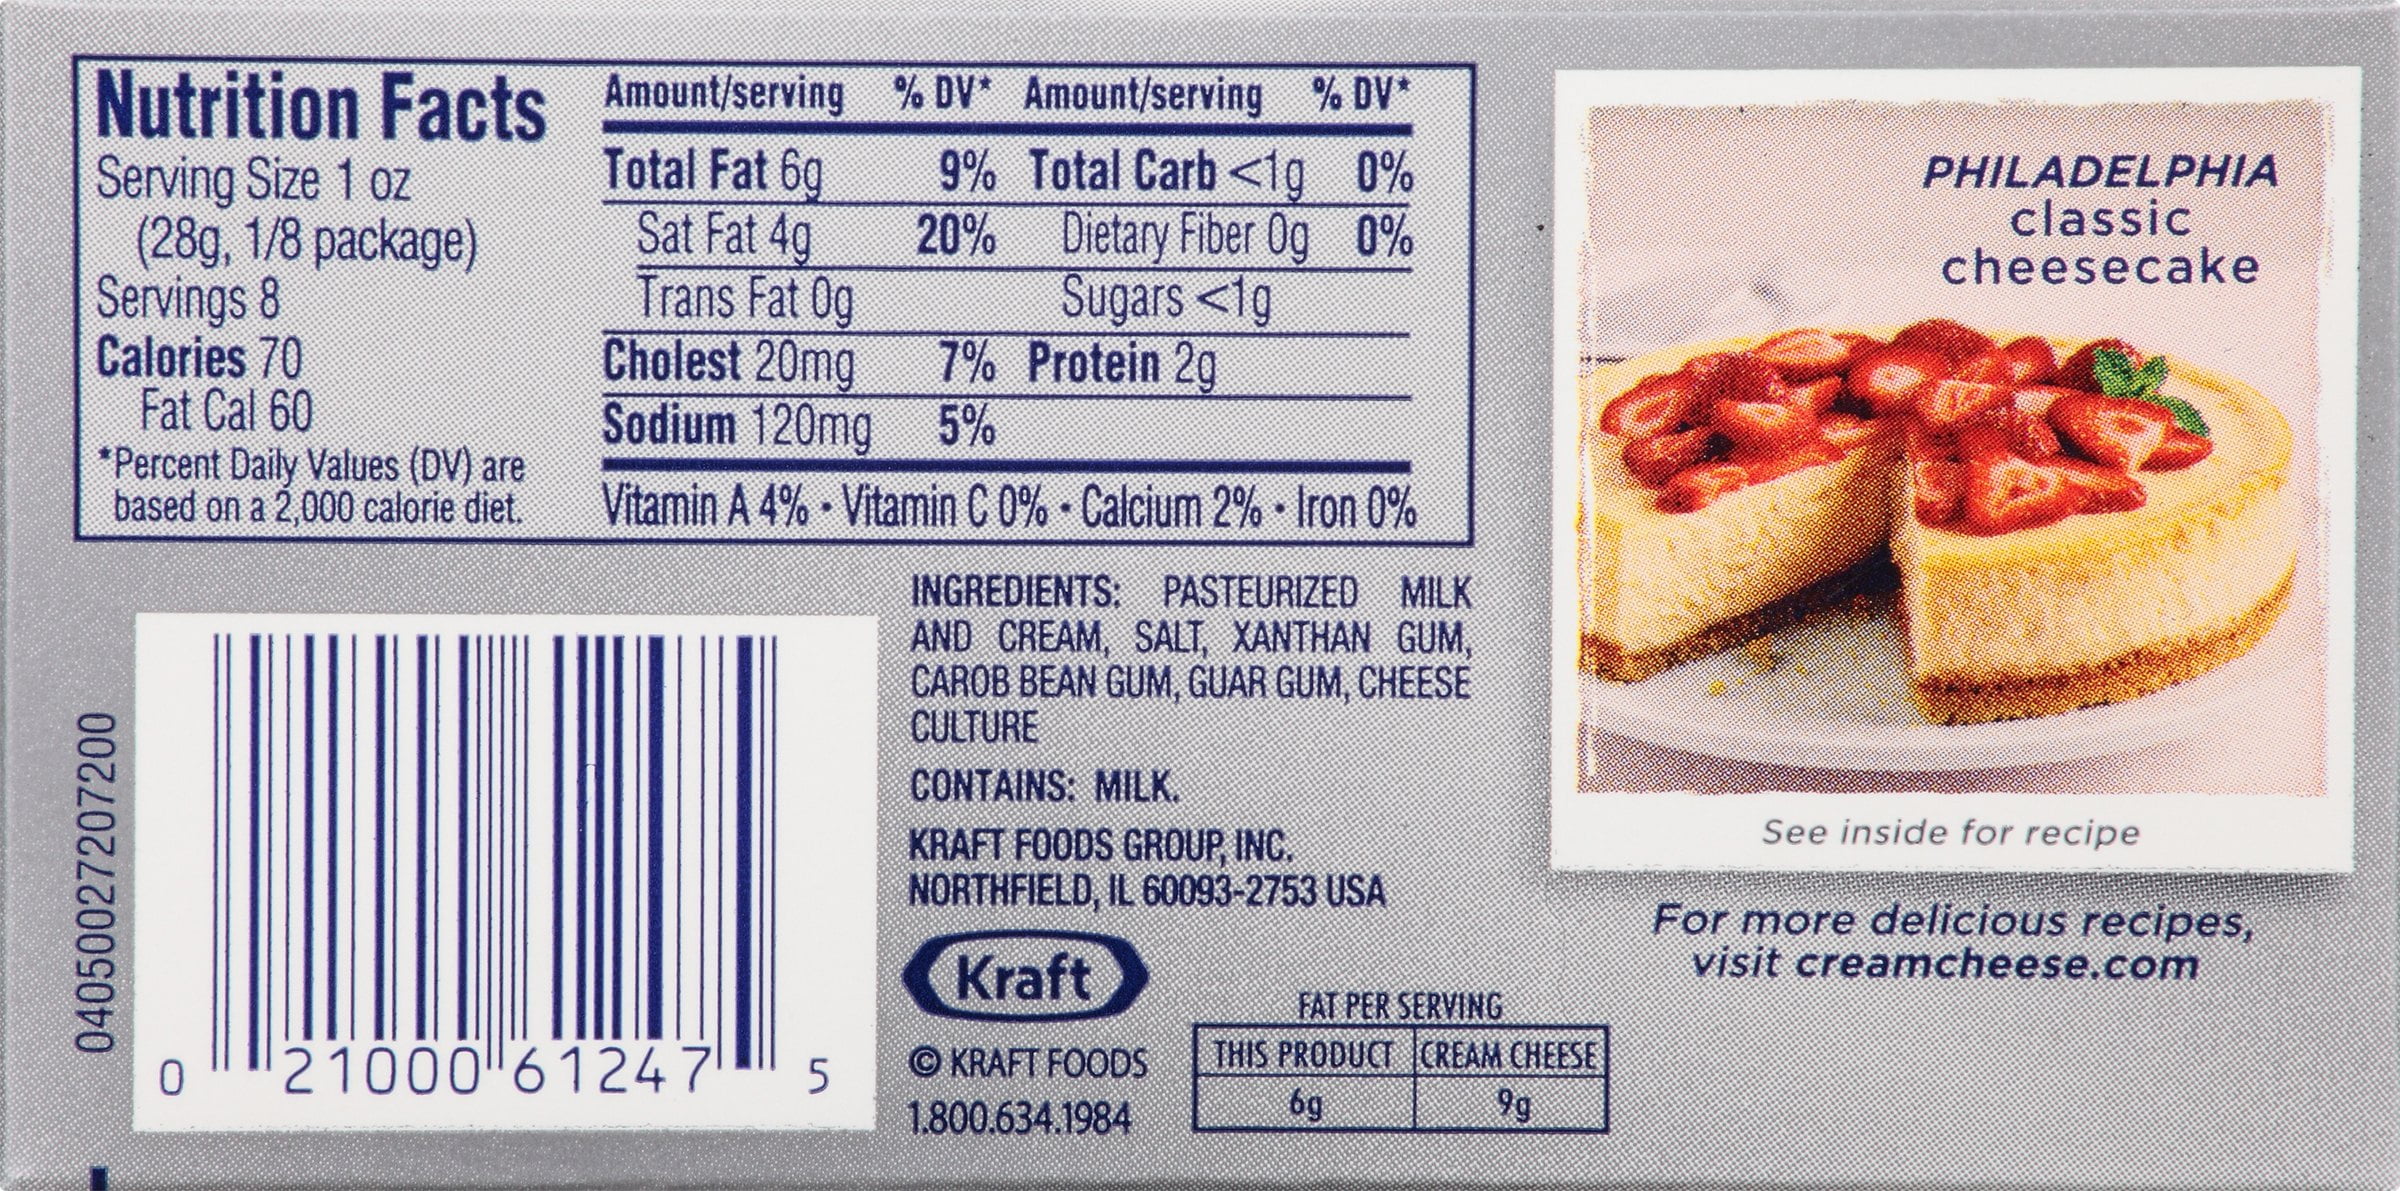 Nutrition Facts
Serving Size 1 oz
(28g, 1/8 package)
Servings 8
Calories 70
Fat Cal 60
*Percent Daily Values (DV) are
based on a 2,000 calorie diet.
Amount/serving % DV* Amount/serving % DV*
Total Fat 6g 9% Total Carb <1g 0%
Sat Fat 4g 20% Dietary Fiber 0g 0%
Trans Fat 0g Sugars <1g
Cholest 20mg 7% Protein 2g
Sodium 120mg 5%
Vitamin A 4% • Vitamin C 0% • Calcium 2% • Iron 0%
INGREDIENTS: PASTEURIZED MILK
AND CREAM, SALT, XANTHAN GUM,
CAROB BEAN GUM, GUAR GUM, CHEESE
CULTURE
CONTAINS: MILK.
KRAFT FOODS GROUP, INC.
NORTHFIELD, IL 60093-2753 USA
Kraft
© KRAFT FOODS
1.800.634.1984
FAT PER SERVING
THIS PRODUCT CREAM CHEESE
6g 9g
0 21000 61247 5
04050027207200
PHILADELPHIA
classic
cheesecake
See inside for recipe
For more delicious recipes,
visit creamcheese.com